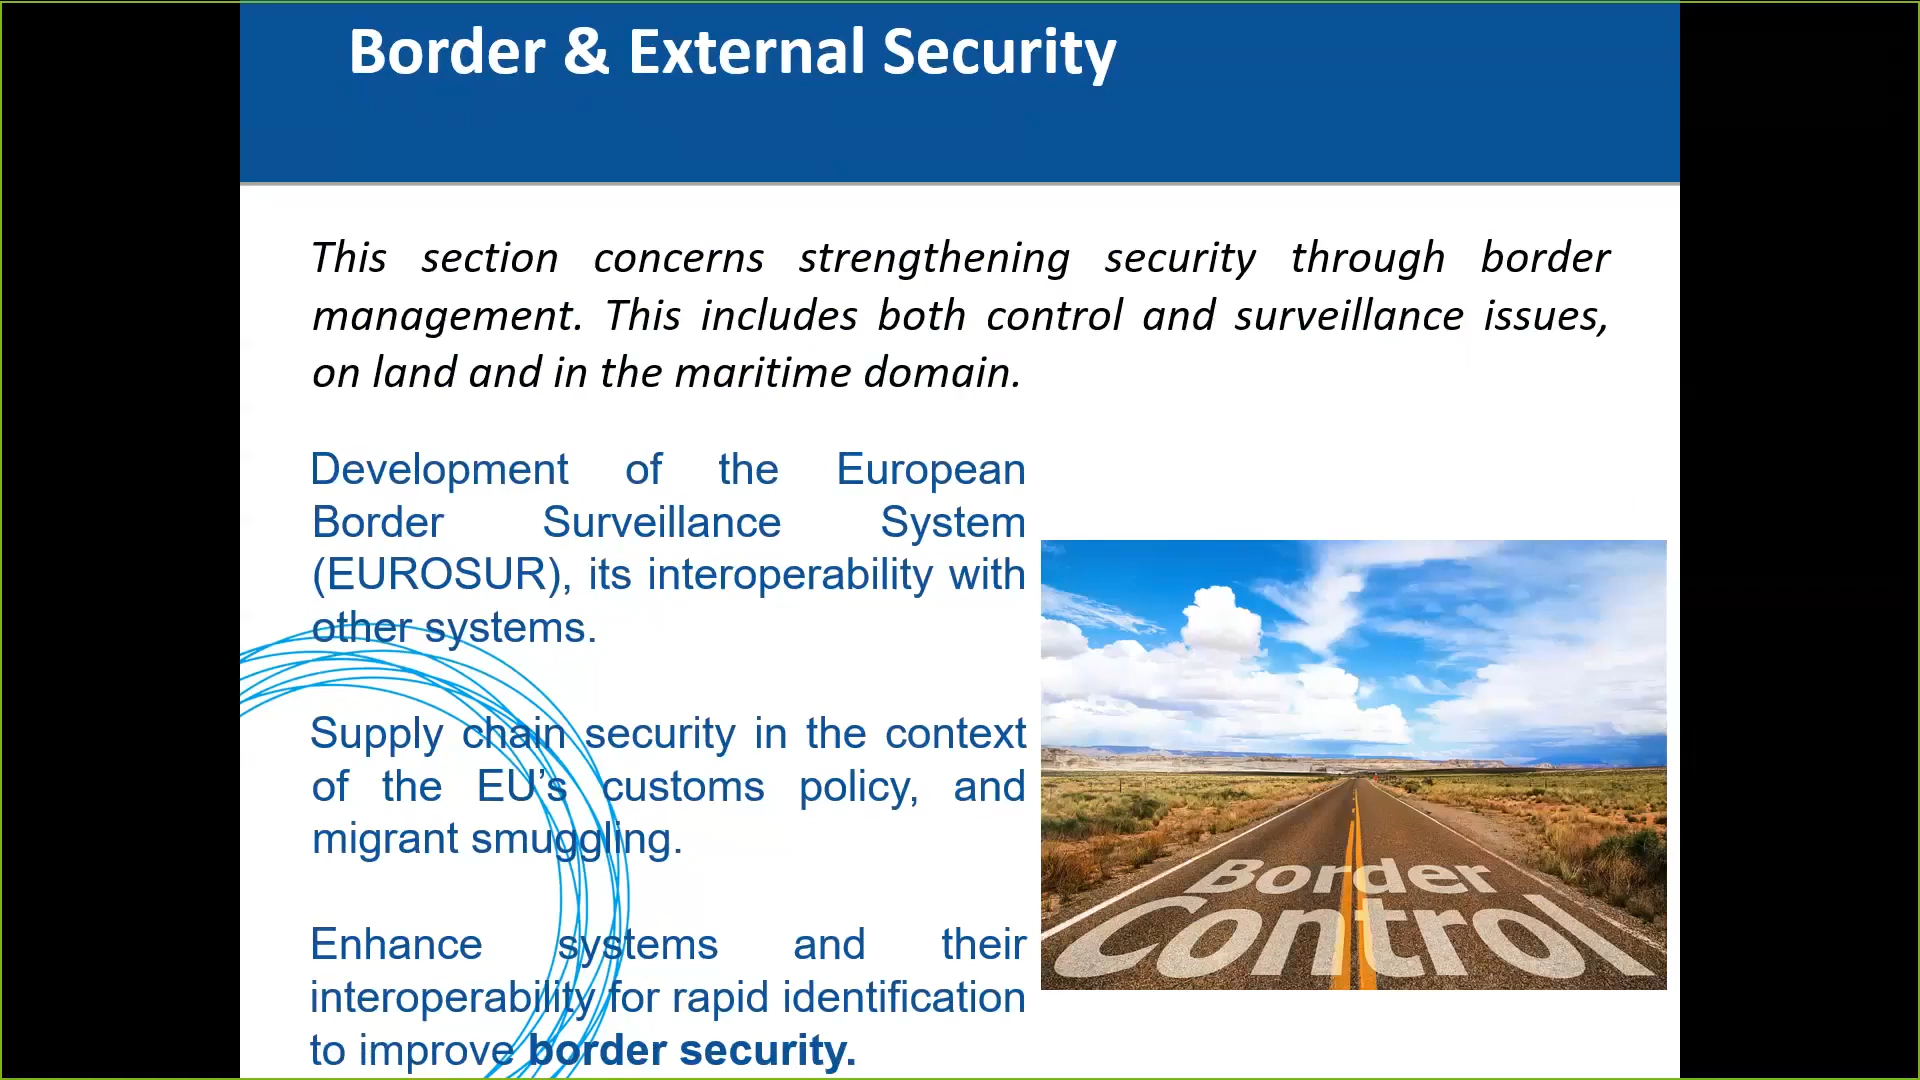 Border & External Security
This section concerns strengthening security through border
management. This includes both control and surveillance issues,
on land and in the maritime domain.
Development of the European
Border Surveillance System
(EUROSUR), its interoperability with
other systems.
Supply chain security in the context
of the EU’s customs policy, and
migrant smuggling.
Enhance systems and their
interoperability for rapid identification
to improve border security.
Border
Control